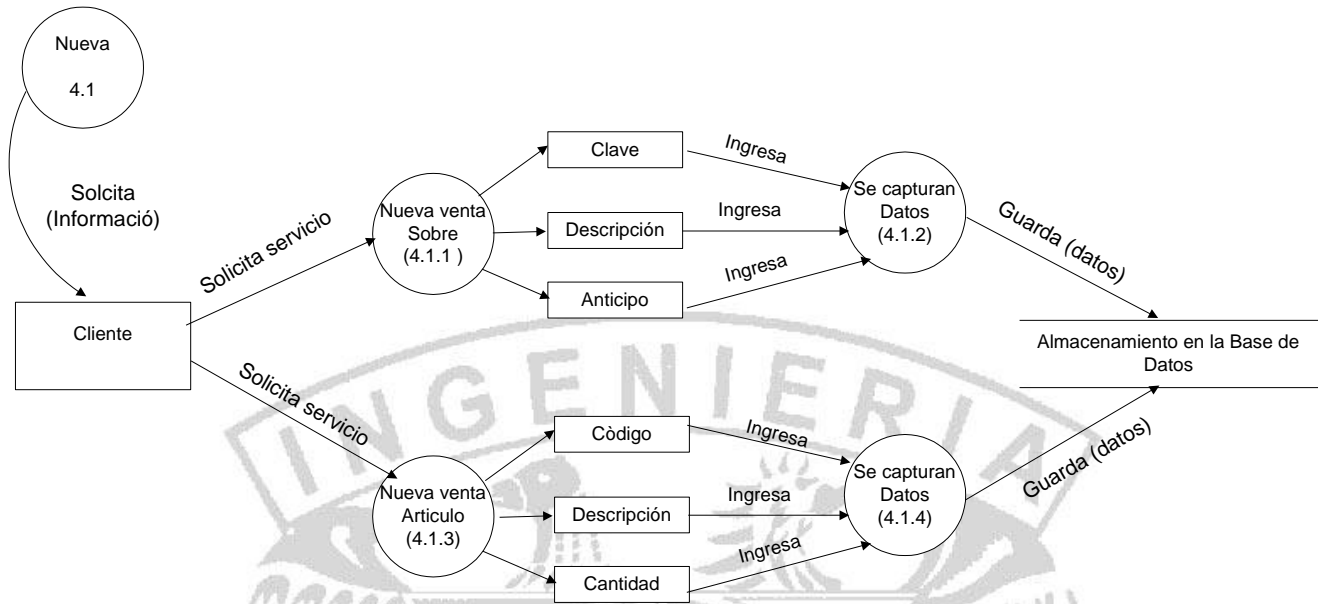 Nueva
4.1
Solcita
(Informació)
Cliente
Solicita servicio
Nueva venta
Sobre
(4.1.1 )
Clave
Descripción
Anticipo
Ingresa
Ingresa
Ingresa
Se capturan
Datos
(4.1.2)
Guarda (datos)
Almacenamiento en la Base de
Datos
Solicita servicio
Nueva venta
Articulo
(4.1.3)
Còdigo
Descripción
Cantidad
Ingresa
Ingresa
Ingresa
Se capturan
Datos
(4.1.4)
Guarda (datos)
INGENIERIA